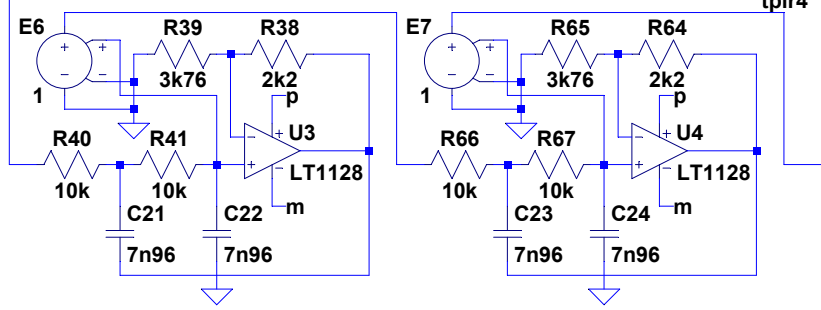 tpfr4
E6 R39 R38 E7 R65 R64
1 3k76 2k2 1 3k76 2k2
p p
R40 R41 U3 R66 R67 U4
10k 10k LT1128 10k 10k LT1128
C21 C22 m C23 C24 m
7n96 7n96 7n96 7n96